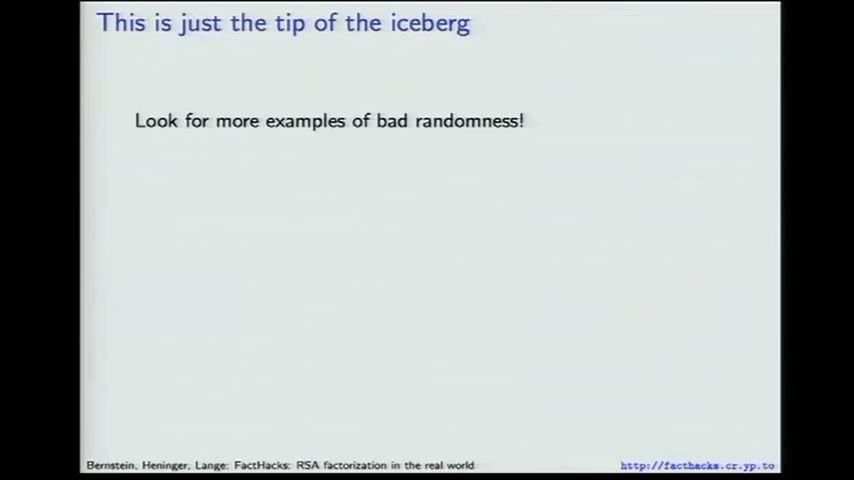 This is just the tip of the iceberg
Look for more examples of bad randomness!
Bernstein, Heninger, Lange: FactHacks: RSA factorization in the real world
http://facthacks.cr.yp.to